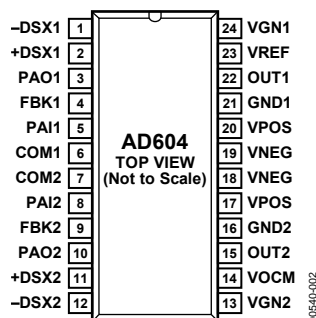 –DSX1 1 24 VGN1
+DSX1 2 23 VREF
PAO1 3 22 OUT1
FBK1 4 21 GND1
PAI1 5 20 VPOS
COM1 6 19 VNEG
COM2 7 18 VNEG
PAI2 8 17 VPOS
FBK2 9 16 GND2
PAO2 10 15 OUT2
+DSX2 11 14 VOCM
–DSX2 12 13 VGN2
AD604
TOP VIEW
(Not to Scale)
00540-002